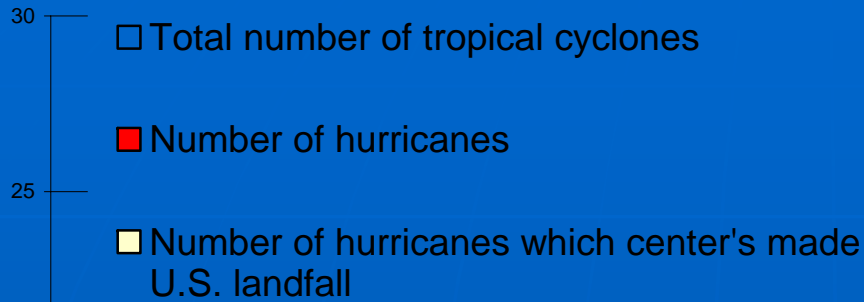 30
Total number of tropical cyclones
Number of hurricanes
25
Number of hurricanes which center's made
U.S. landfall